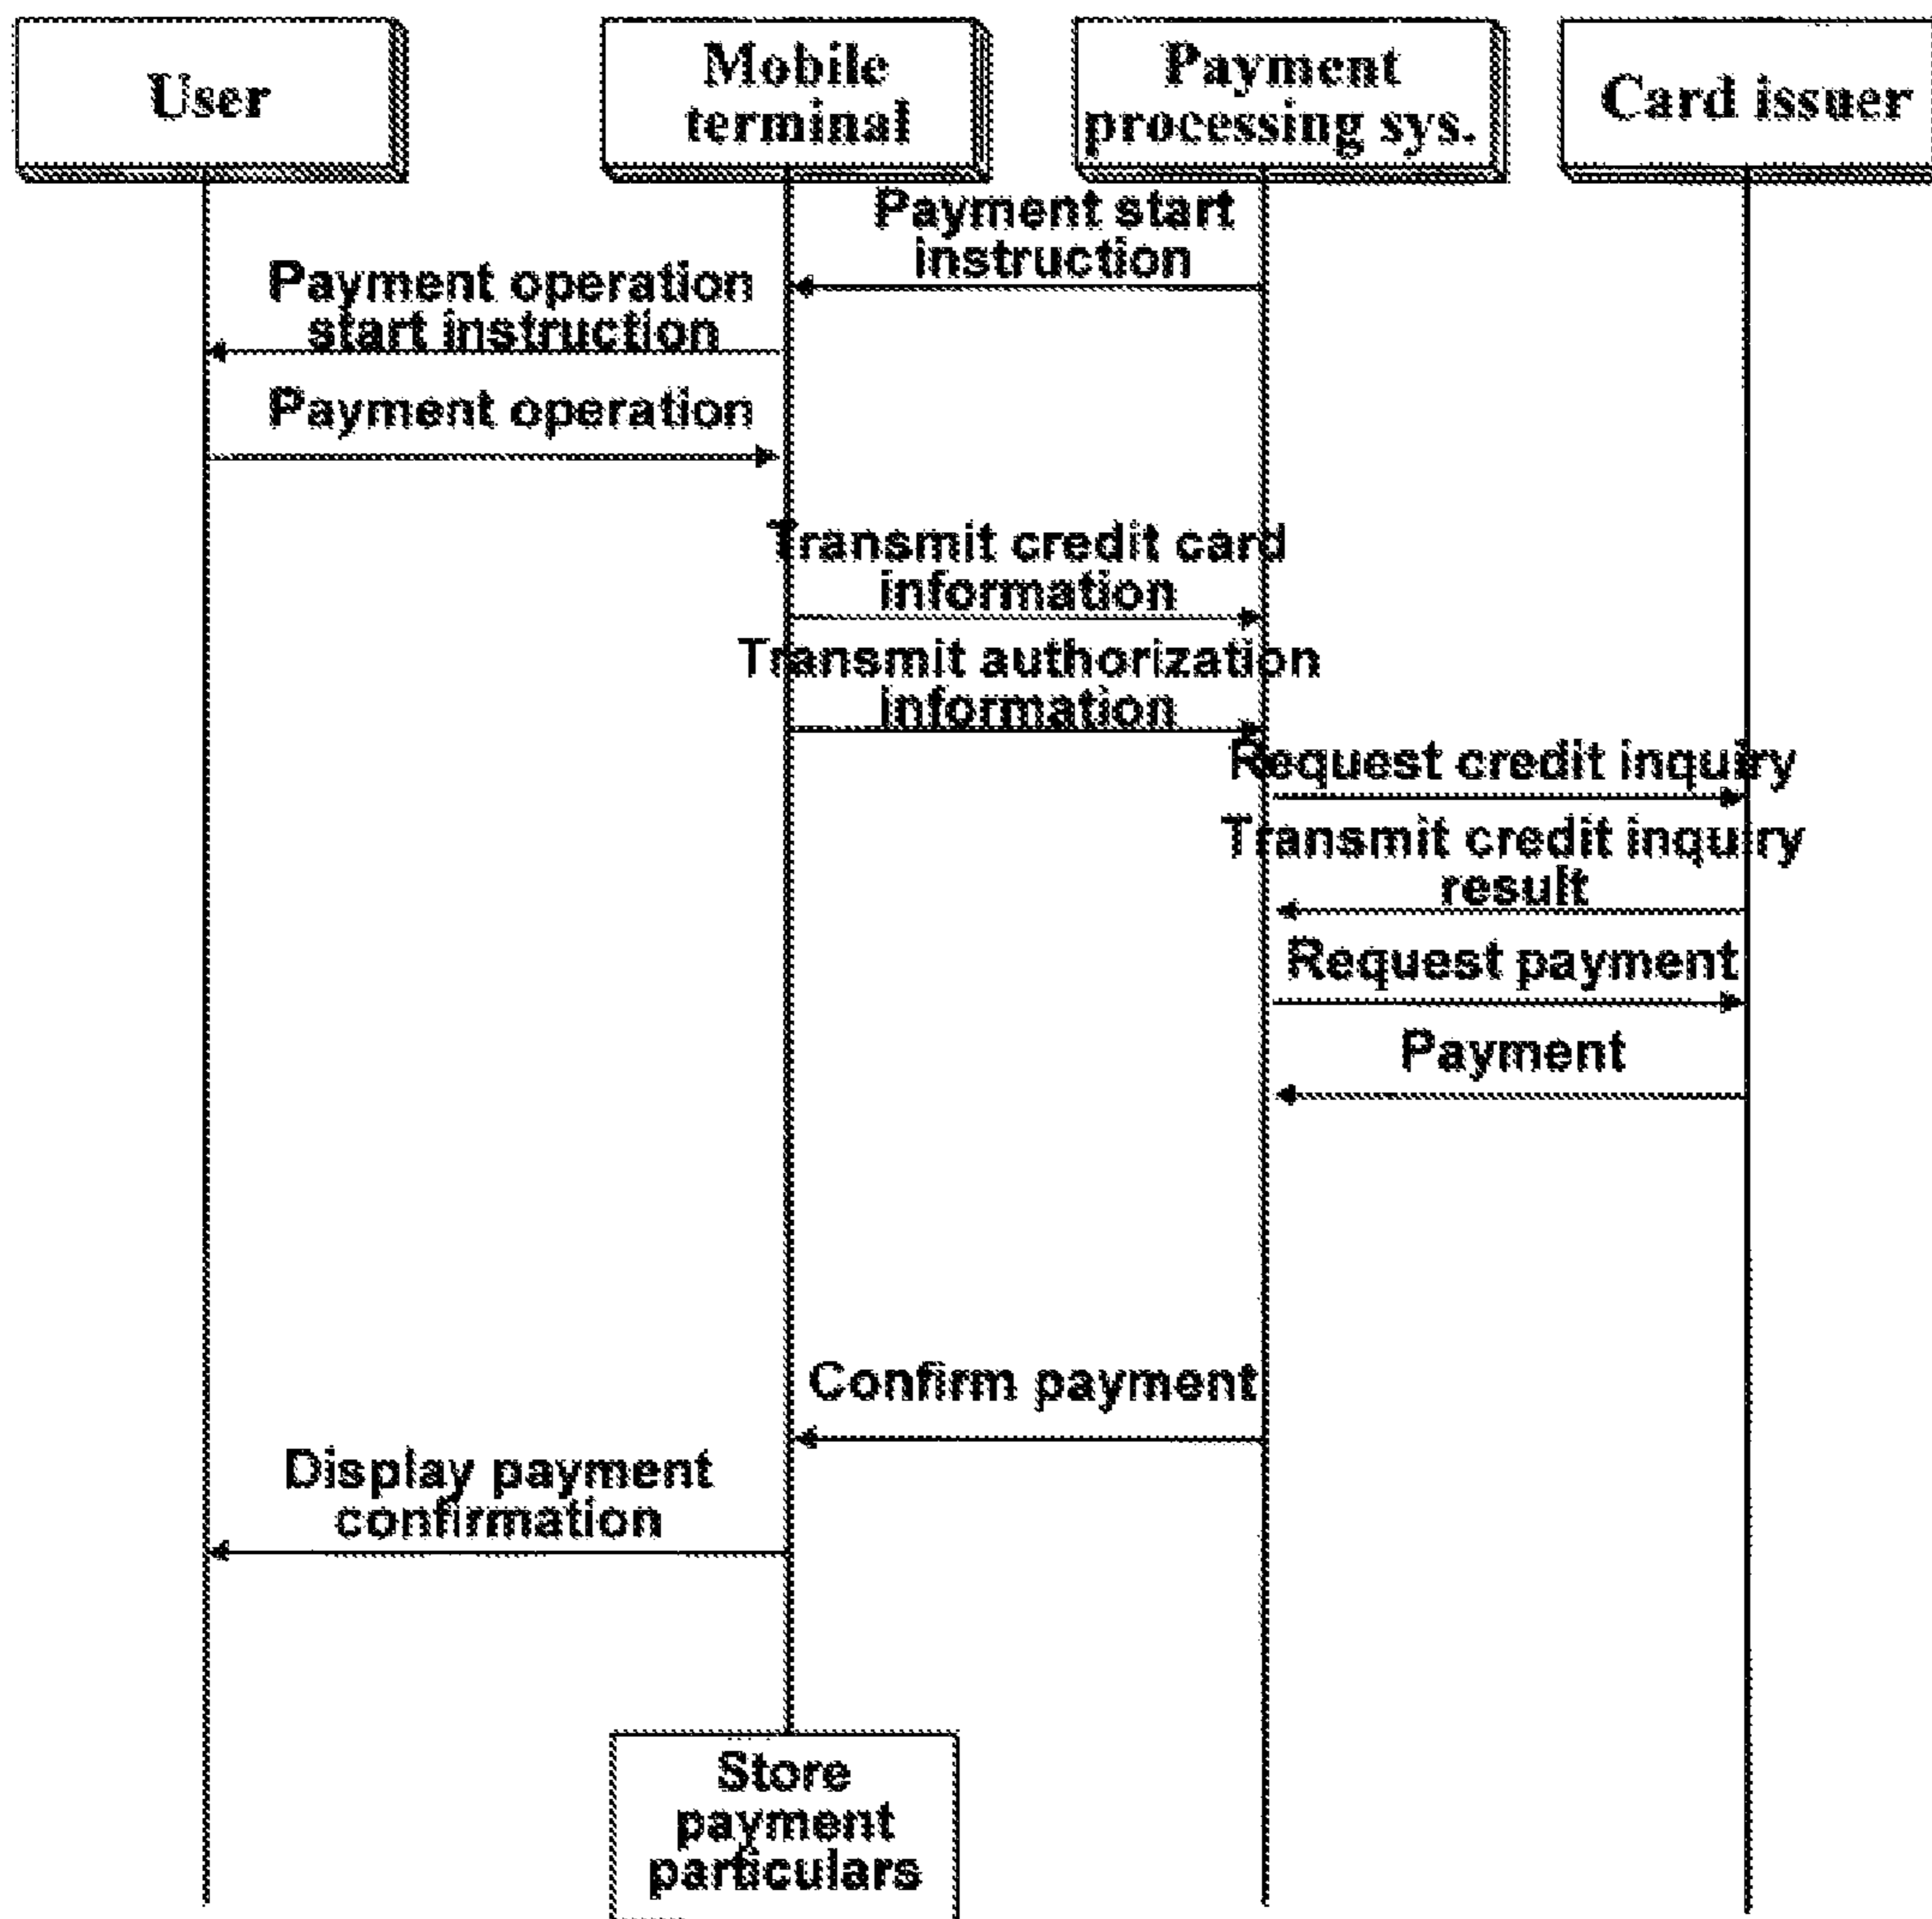 User
Mobile
terminal
Payment
processing sys.
Card issuer
Payment start
instruction
Payment operation
start instruction
Payment operation
Transmit credit card
information
Transmit authorization
information
Request credit inquiry
Transmit credit inquiry
result
Request payment
Payment
Confirm payment
Display payment
confirmation
Store
payment
particulars